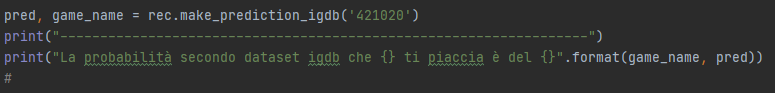 pred, game_name = rec.make_prediction_igdb('421020')
print("------------------------------------------------------------------")
print("La probabilità secondo dataset igdb che {} ti piaccia è del {}".format(game_name, pred))
#